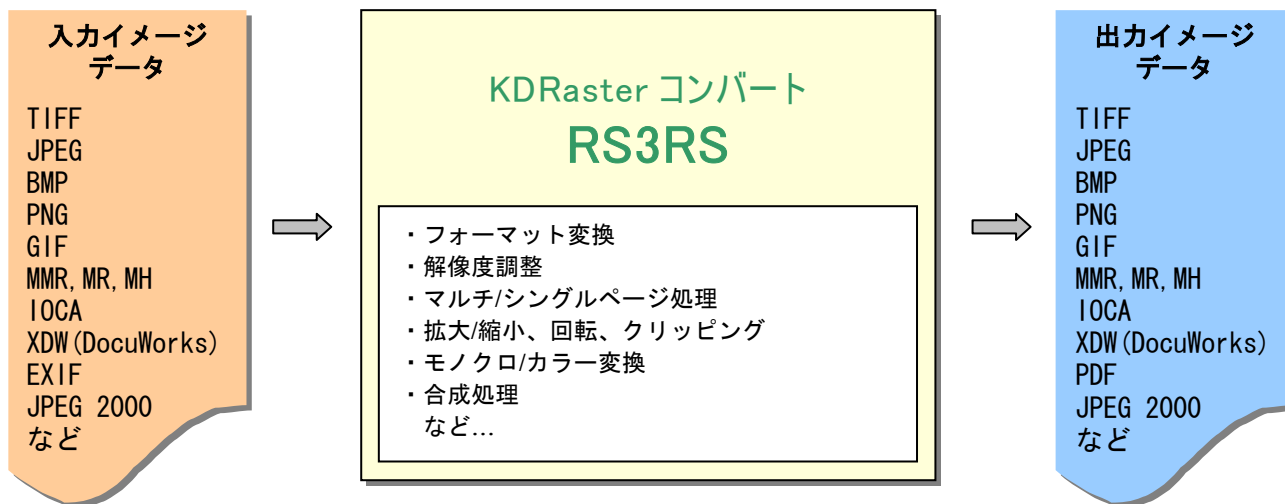 入力イメージ
データ
TIFF
JPEG
BMP
PNG
GIF
MMR,MR,MH
IOCA
XDW(DocuWorks)
EXIF
JPEG 2000
など
KDRaster コンバート
RS3RS
・フォーマット変換
・解像度調整
・マルチ/シングルページ処理
・拡大/縮小、回転、クリッピング
・モノクロ/カラー変換
・合成処理
など…
出力イメージ
データ
TIFF
JPEG
BMP
PNG
GIF
MMR,MR,MH
IOCA
XDW(DocuWorks)
PDF
JPEG 2000
など